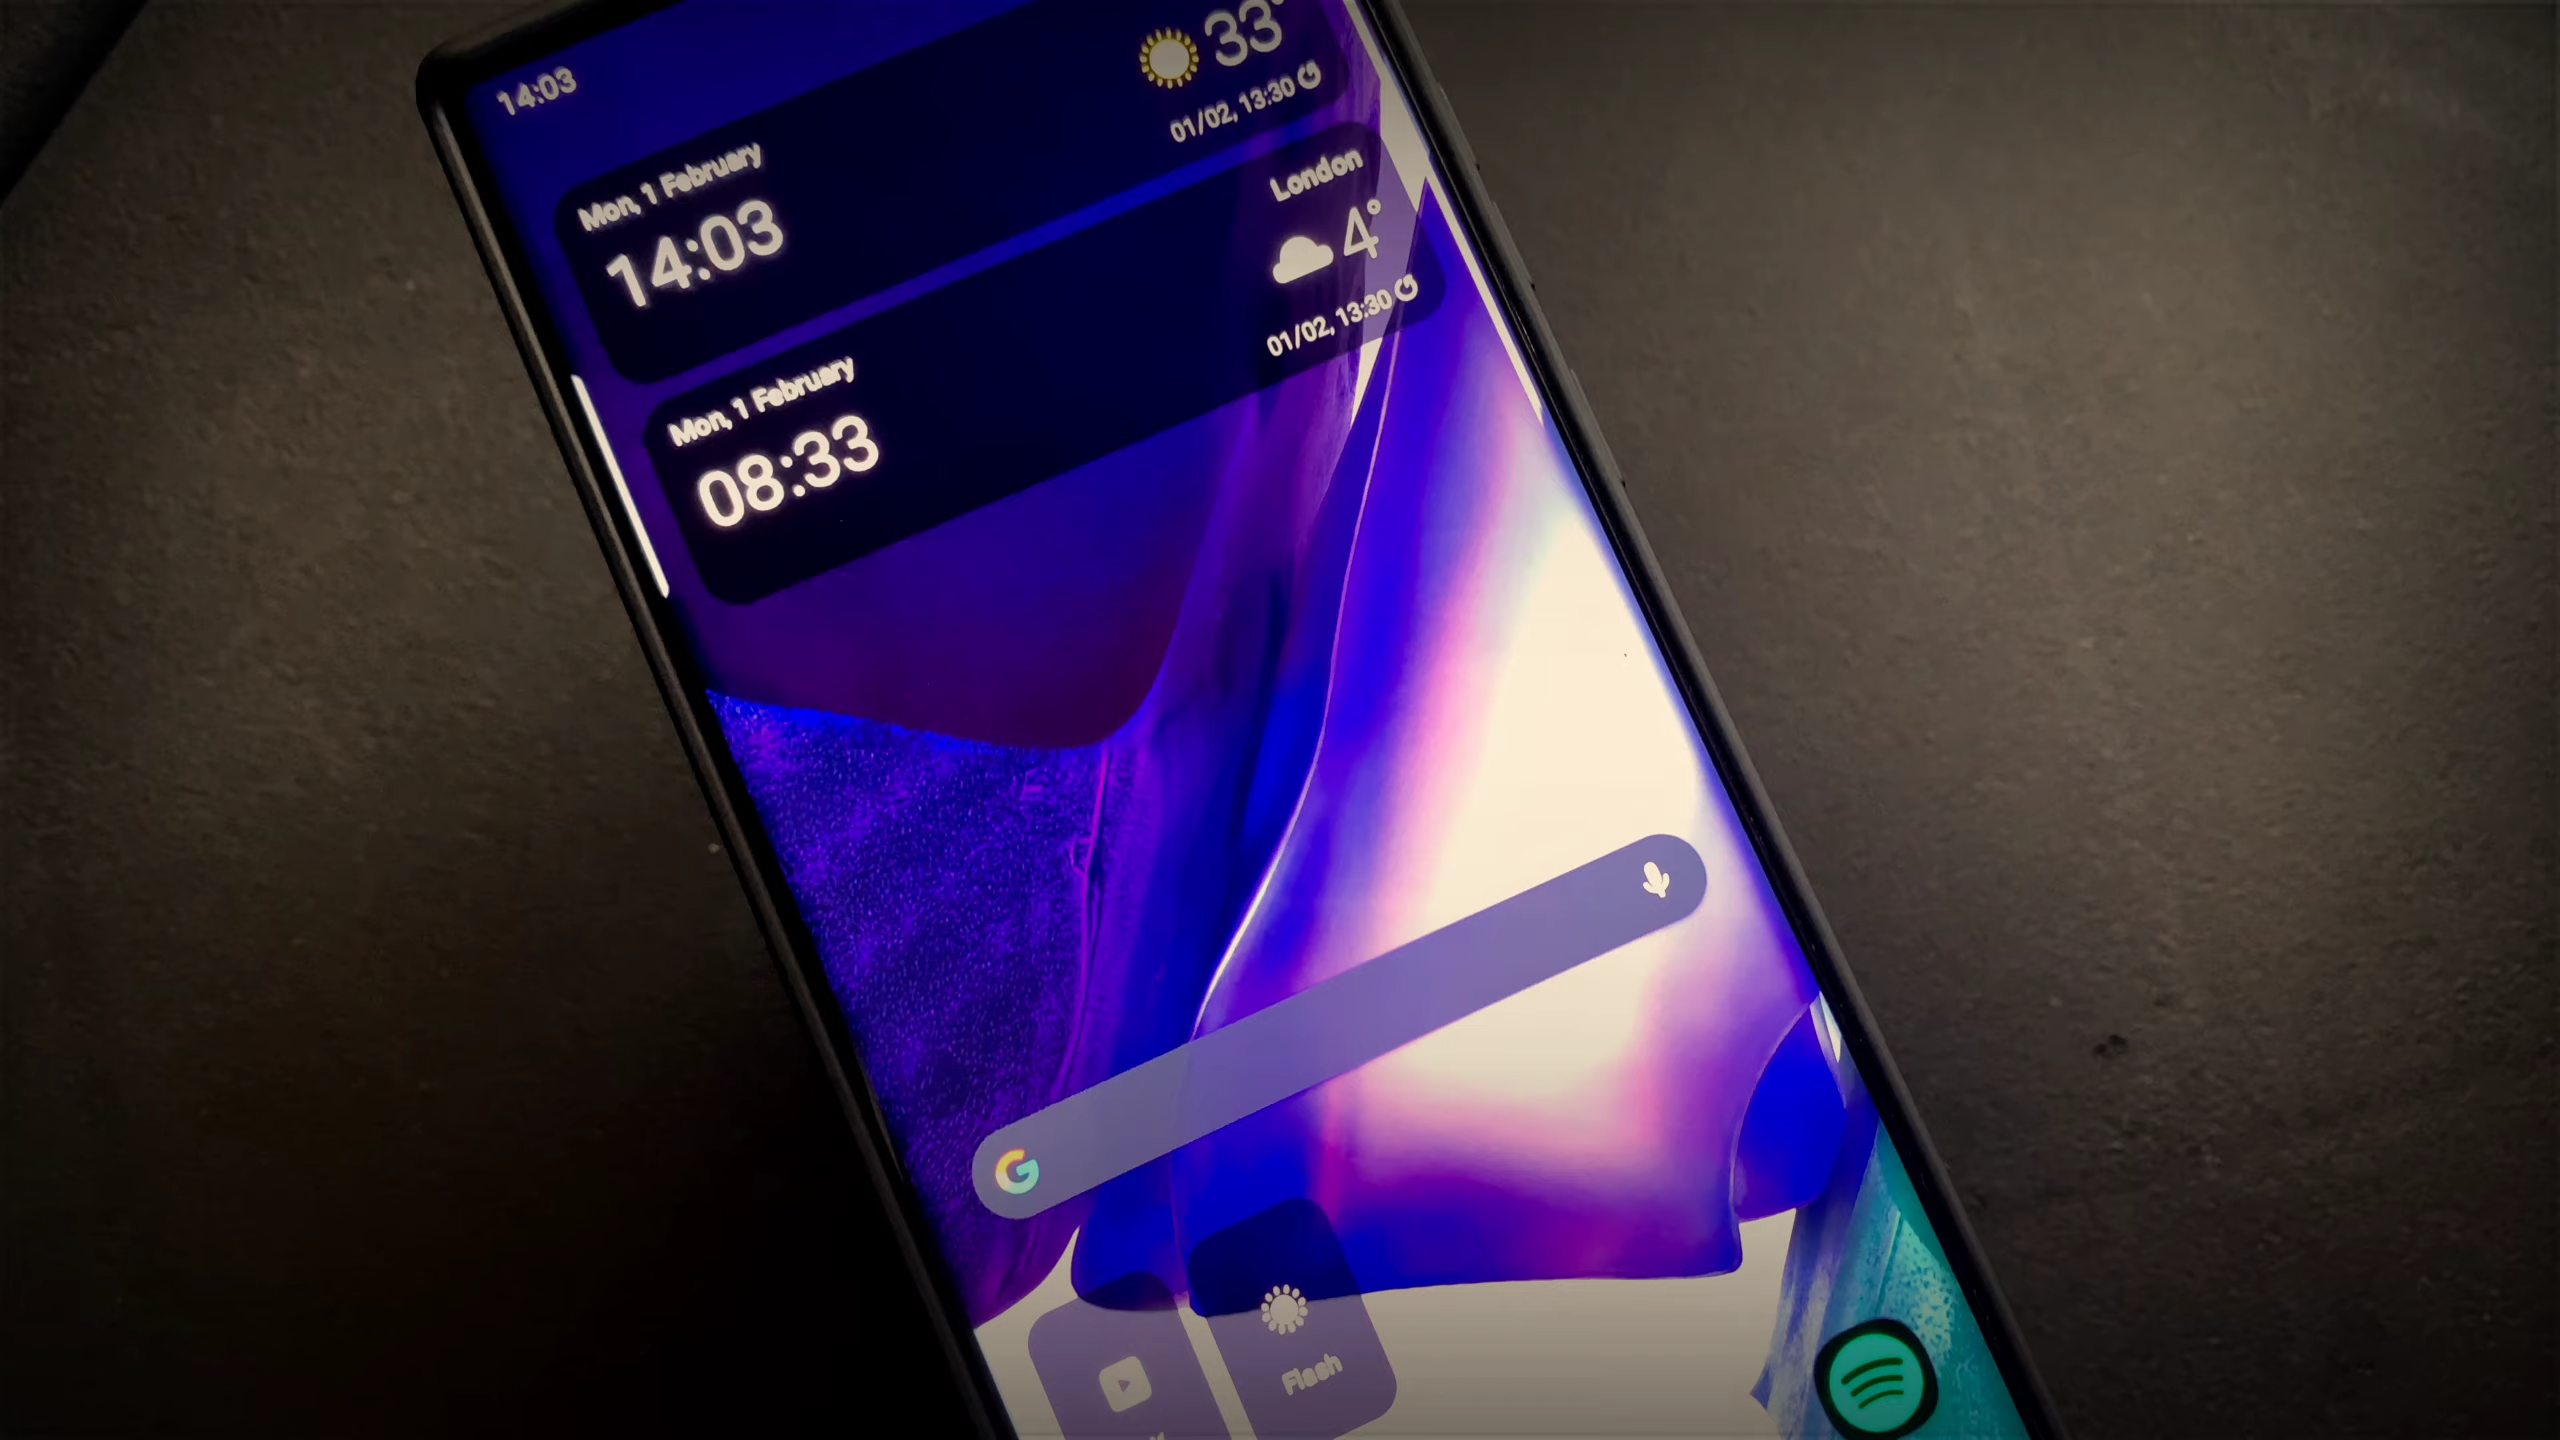 14:03
33°
01/02, 13:30
Mon, 1 February
14:03
London
4°
01/02, 13:30
Mon, 1 February
08:33
G
Flash